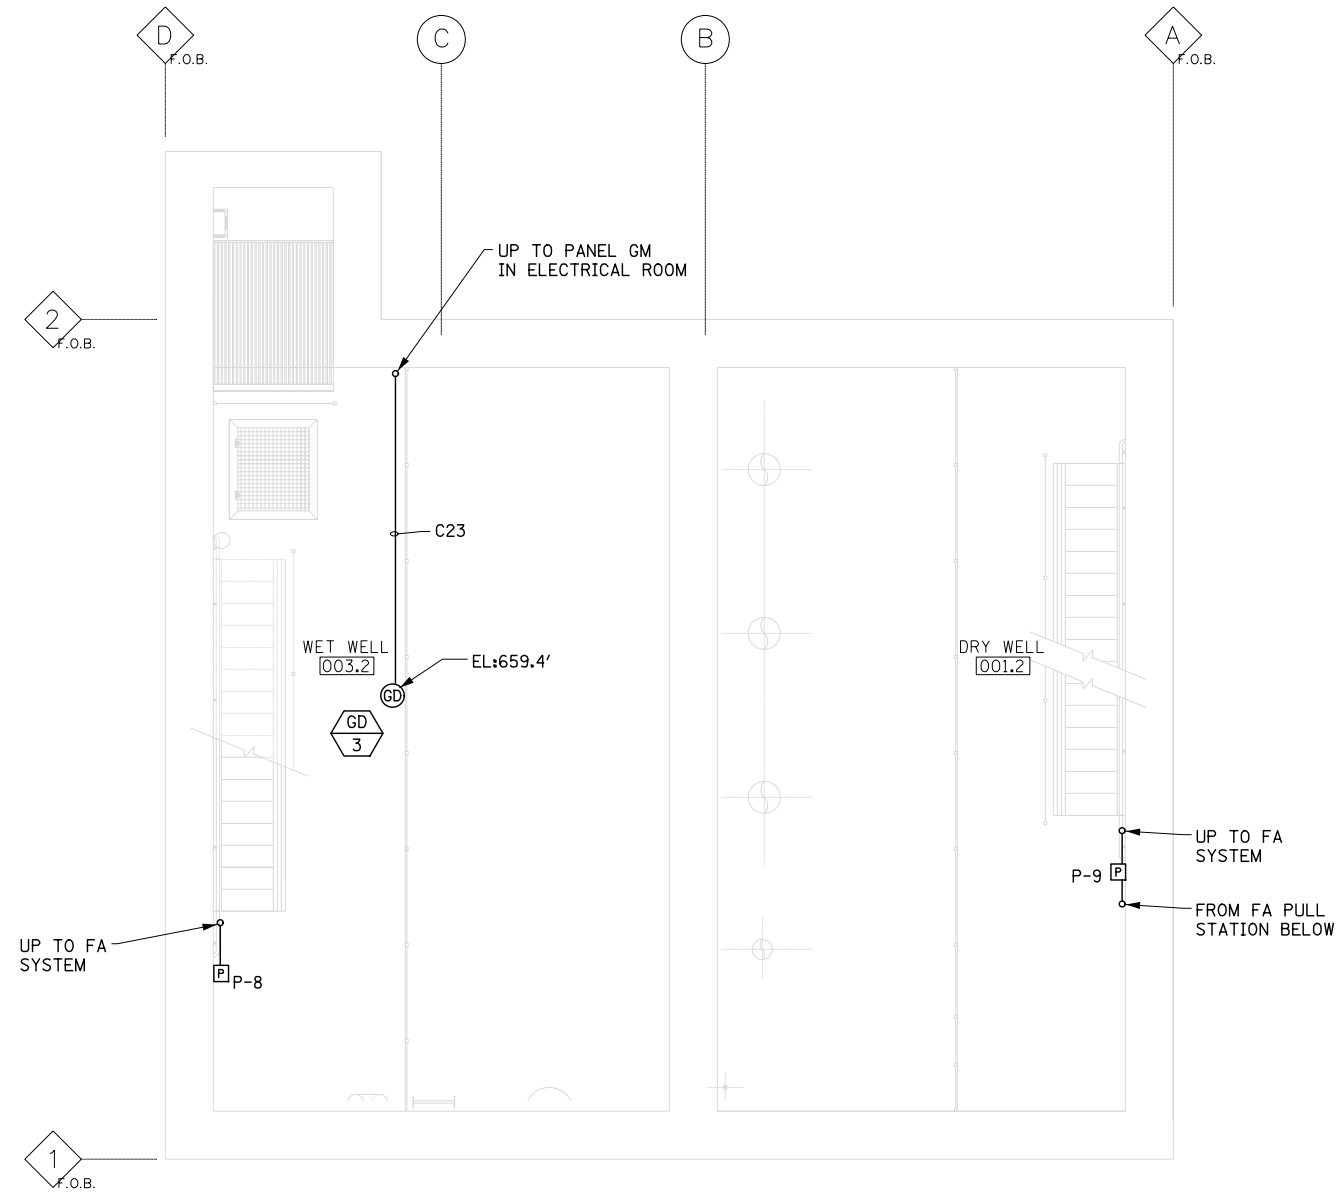 D
F.O.B.
C
B
A
F.O.B.
UP TO PANEL GM
IN ELECTRICAL ROOM
2
F.O.B.
C23
WET WELL
003.2
EL:659.4'
DRY WELL
001.2
GD
GD
3
UP TO FA
SYSTEM
P-9
P
FROM FA PULL
STATION BELOW
UP TO FA
SYSTEM
P
P-8
1
F.O.B.